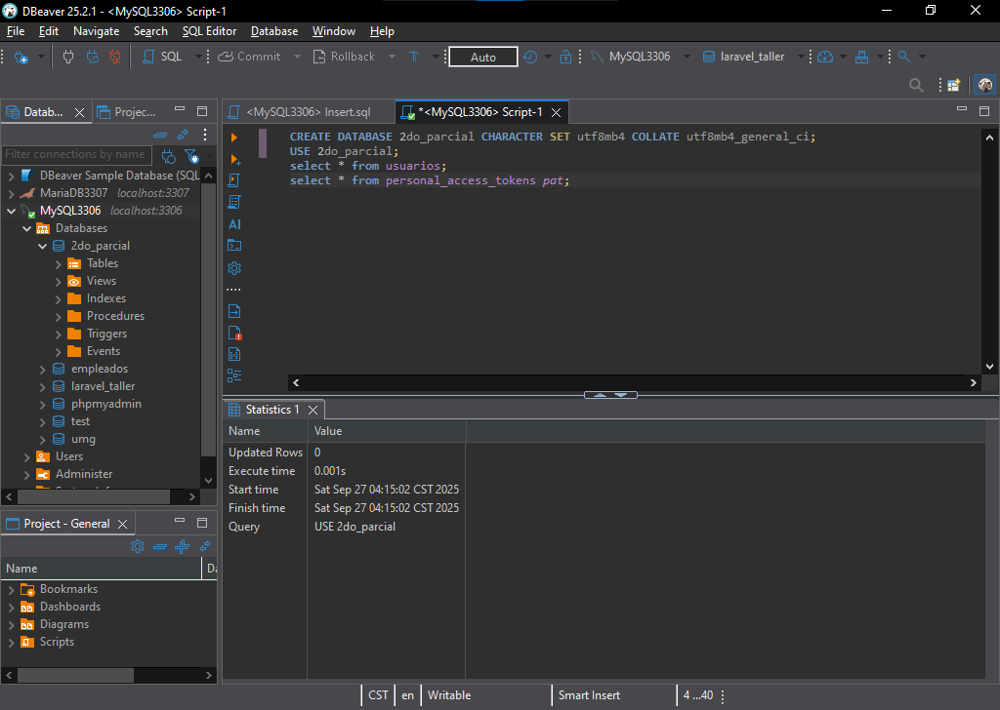 DBeaver 25.2.1 - <MySQL3306> Script-1
File Edit Navigate Search SQL Editor Database Window Help
SQL Commit Rollback T Auto MySQL3306 laravel_taller
Datab... Projec...
Filter connections by name
DBeaver Sample Database (SQL
MariaDB3307 localhost:3307
MySQL3306 localhost:3306
Databases
2do_parcial
Tables
Views
Indexes
Procedures
Triggers
Events
empleados
laravel_taller
phpmyadmin
test
umg
Users
Administer
<MySQL3306> Insert.sql *<MySQL3306> Script-1
CREATE DATABASE 2do_parcial CHARACTER SET utf8mb4 COLLATE utf8mb4_general_ci;
USE 2do_parcial;
select * from usuarios;
select * from personal_access_tokens pat;
AI
Statistics 1
Name Value
Updated Rows 0
Execute time 0.001s
Start time Sat Sep 27 04:15:02 CST 2025
Finish time Sat Sep 27 04:15:02 CST 2025
Query USE 2do_parcial
Project - General
Name Da
Bookmarks
Dashboards
Diagrams
Scripts
CST en Writable Smart Insert 4 ...40